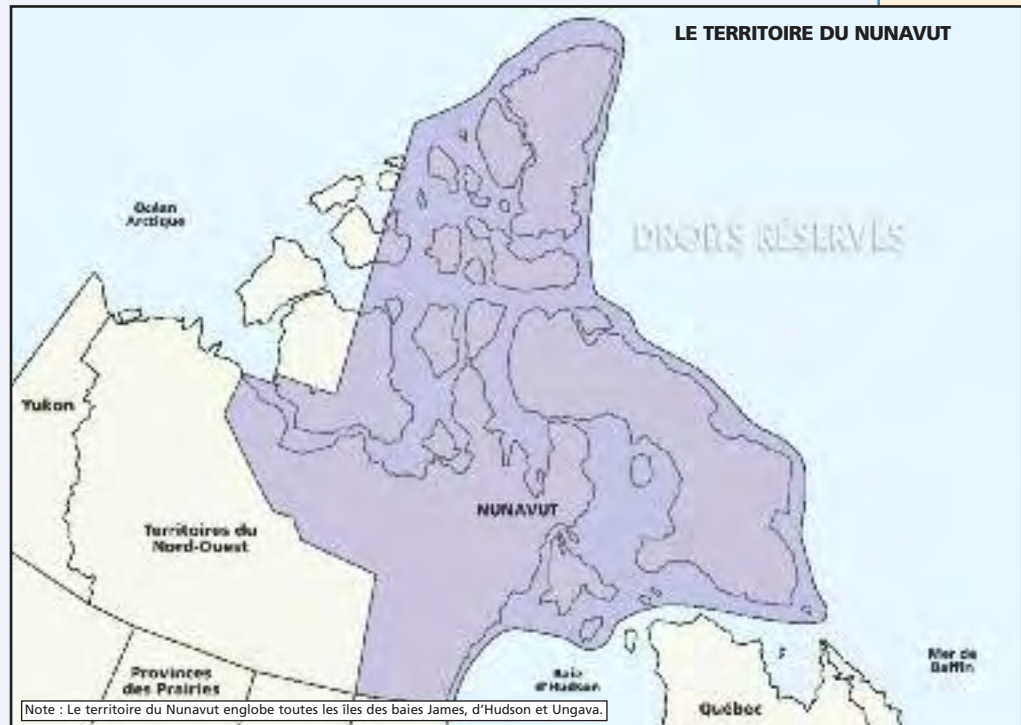 LE TERRITOIRE DU NUNAVUT
Océan
Arctique
DROITS RÉSERVÉS
Yukon
NUNAVUT
Territoires du
Nord-Ouest
Provinces
des Prairies
Baie
d'Hudson
Mer de
Baffin
Québec
Note : Le territoire du Nunavut englobe toutes les îles des baies James, d'Hudson et Ungava.